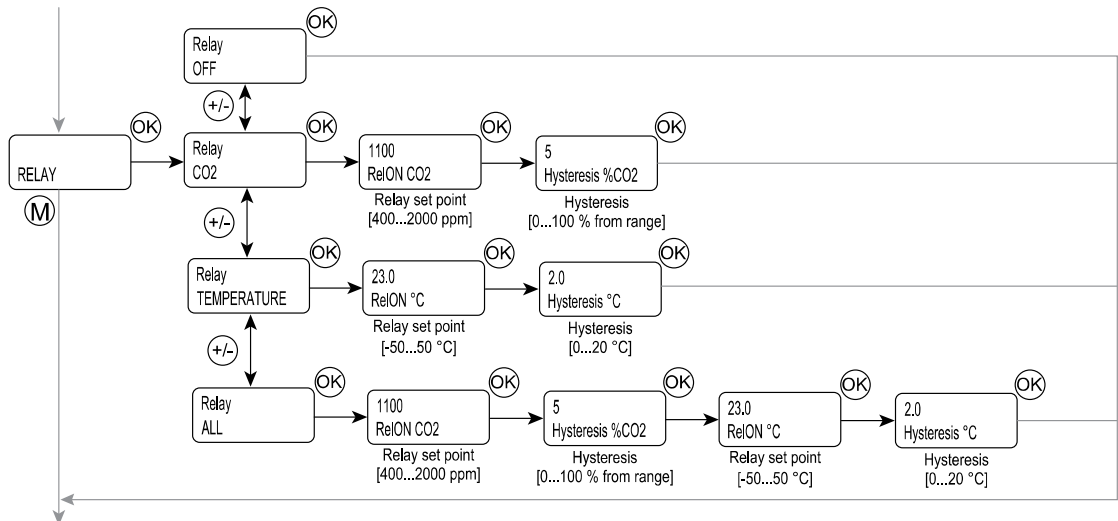 OK
Relay
OFF
+/-
OK
OK
OK
OK
RELAY
Relay
CO2
1100
RelON CO2
5
Hysteresis %CO2
M
Relay set point
[400...2000 ppm]
Hysteresis
[0...100 % from range]
+/-
OK
OK
OK
Relay
TEMPERATURE
23.0
RelON °C
2.0
Hysteresis °C
Relay set point
[-50...50 °C]
Hysteresis
[0...20 °C]
+/-
OK
OK
OK
OK
OK
Relay
ALL
1100
RelON CO2
5
Hysteresis %CO2
23.0
RelON °C
2.0
Hysteresis °C
Relay set point
[400...2000 ppm]
Hysteresis
[0...100 % from range]
Relay set point
[-50...50 °C]
Hysteresis
[0...20 °C]